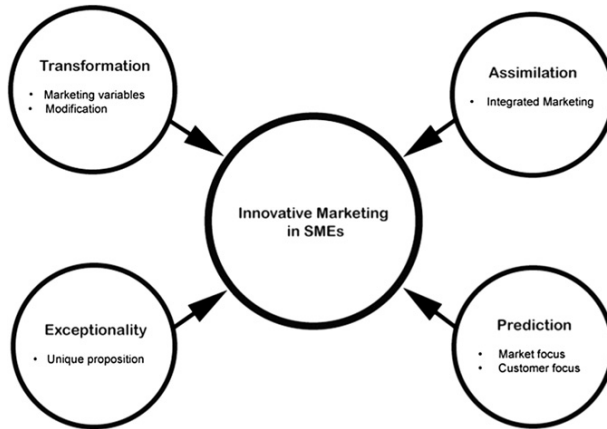 Transformation
• Marketing variables
• Modification
Assimilation
• Integrated Marketing
Innovative Marketing
in SMEs
Exceptionality
• Unique proposition
Prediction
• Market focus
• Customer focus